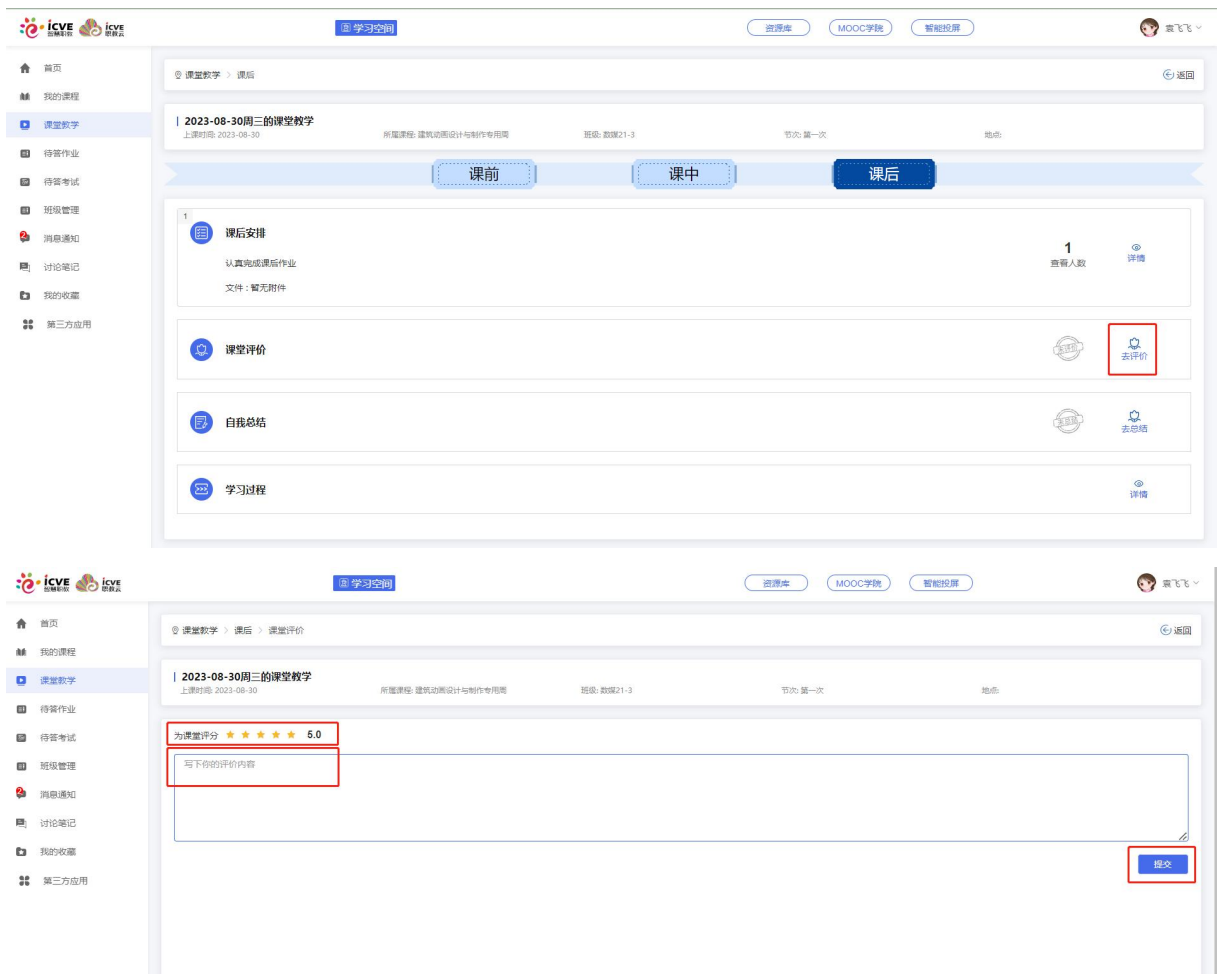 icve 智慧职教 icve 职教云 学习空间 资源库 MOOC学院 智能投屏 袁飞飞
首页
我的课程
课堂教学
待答作业
待答考试
班级管理
2
消息通知
讨论笔记
我的收藏
第三方应用
课堂教学 > 课后 返回
2023-08-30周三的课堂教学
上课时间: 2023-08-30 所属课程: 建筑动画设计与制作专用周 班级: 数媒21-3 节次: 第一次 地点:
课前 课中 课后
1
课后安排
认真完成课后作业
文件：暂无附件
1
查看人数
详情
课堂评价 未评价 去评价
自我总结 未总结 去总结
学习过程 详情
icve 智慧职教 icve 职教云 学习空间 资源库 MOOC学院 智能投屏 袁飞飞
首页
我的课程
课堂教学
待答作业
待答考试
班级管理
2
消息通知
讨论笔记
我的收藏
第三方应用
课堂教学 > 课后 > 课堂评价 返回
2023-08-30周三的课堂教学
上课时间: 2023-08-30 所属课程: 建筑动画设计与制作专用周 班级: 数媒21-3 节次: 第一次 地点:
为课堂评分 5.0
写下你的评价内容
提交